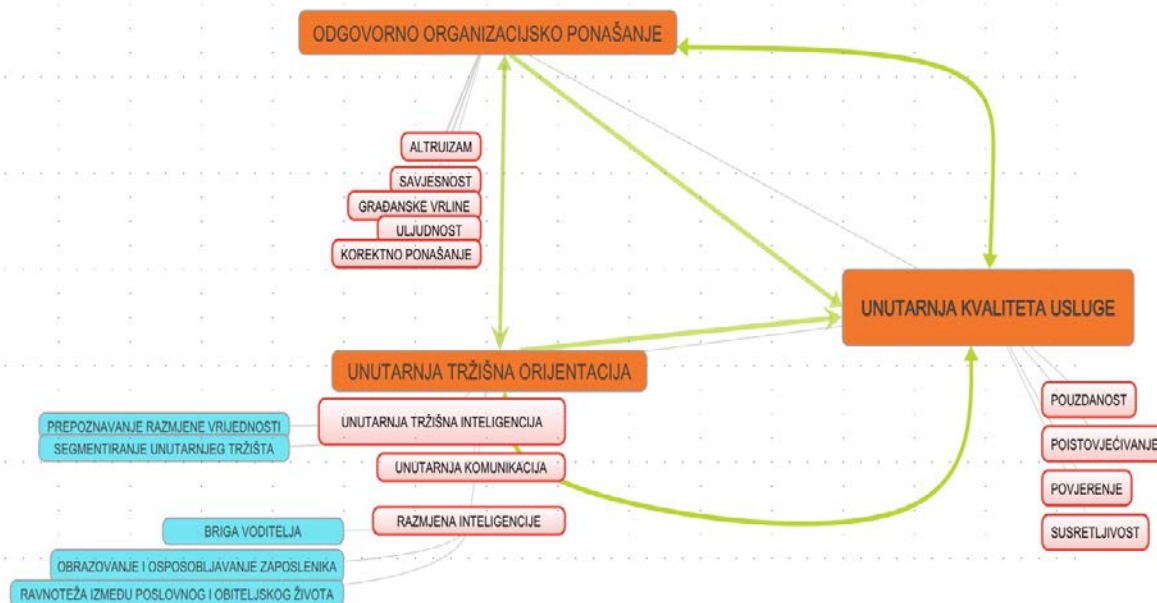 ODGOVORNO ORGANIZACIJSKO PONAŠANJE
ALTRUIZAM
SAVJESNOST
GRAĐANSKE VRLINE
ULJUDNOST
KOREKTNO PONAŠANJE
UNUTARNJA KVALITETA USLUGE
UNUTARNJA TRŽIŠNA ORIJENTACIJA
POUZDANOST
POISTOVJEĆIVANJE
POVJERENJE
SUSRETLJIVOST
UNUTARNJA TRŽIŠNA INTELIGENCIJA
PREPOZNAVANJE RAZMJENE VRIJEDNOSTI
SEGMENTIRANJE UNUTARNJEG TRŽIŠTA
UNUTARNJA KOMUNIKACIJA
RAZMJENA INTELIGENCIJE
BRIGA VODITELJA
OBRAZOVANJE I OSPOSOBLJAVANJE ZAPOSLENIKA
RAVNOTEŽA IZMEĐU POSLOVNOG I OBITELJSKOG ŽIVOTA